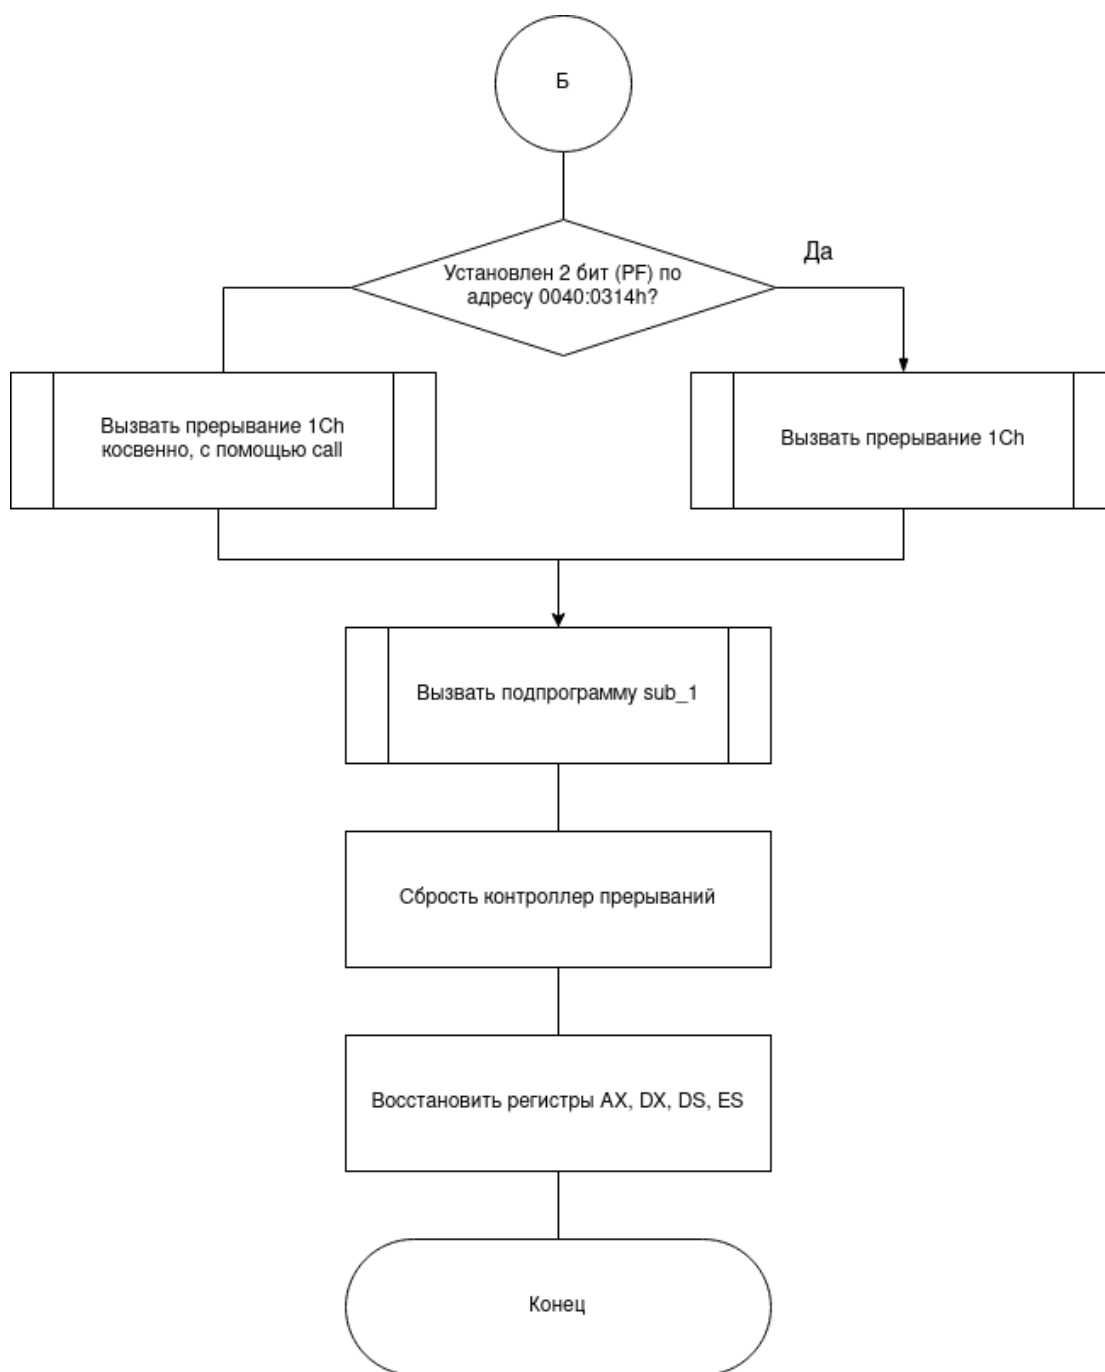 Б
Установлен 2 бит (PF) по
адресу 0040:0314h?
Да
Вызвать прерывание 1Ch
косвенно, с помощью call
Вызвать прерывание 1Ch
Вызвать подпрограмму sub_1
Сбрость контроллер прерываний
Восстановить регистры AX, DX, DS, ES
Конец